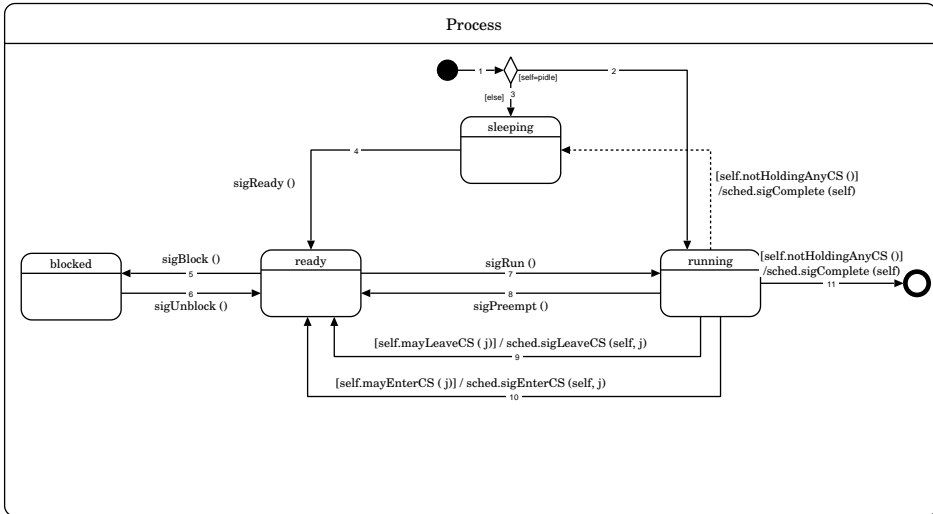 Process
1
2
[self=pidle]
3
[else]
sleeping
4
[self.notHoldingAnyCS ()]
/sched.sigComplete (self)
sigReady ()
blocked
sigBlock ()
5
6
sigUnblock ()
ready
sigRun ()
7
8
sigPreempt ()
running
[self.notHoldingAnyCS ()]
/sched.sigComplete (self)
11
[self.mayLeaveCS ( j)] / sched.sigLeaveCS (self, j)
9
[self.mayEnterCS ( j)] / sched.sigEnterCS (self, j)
10